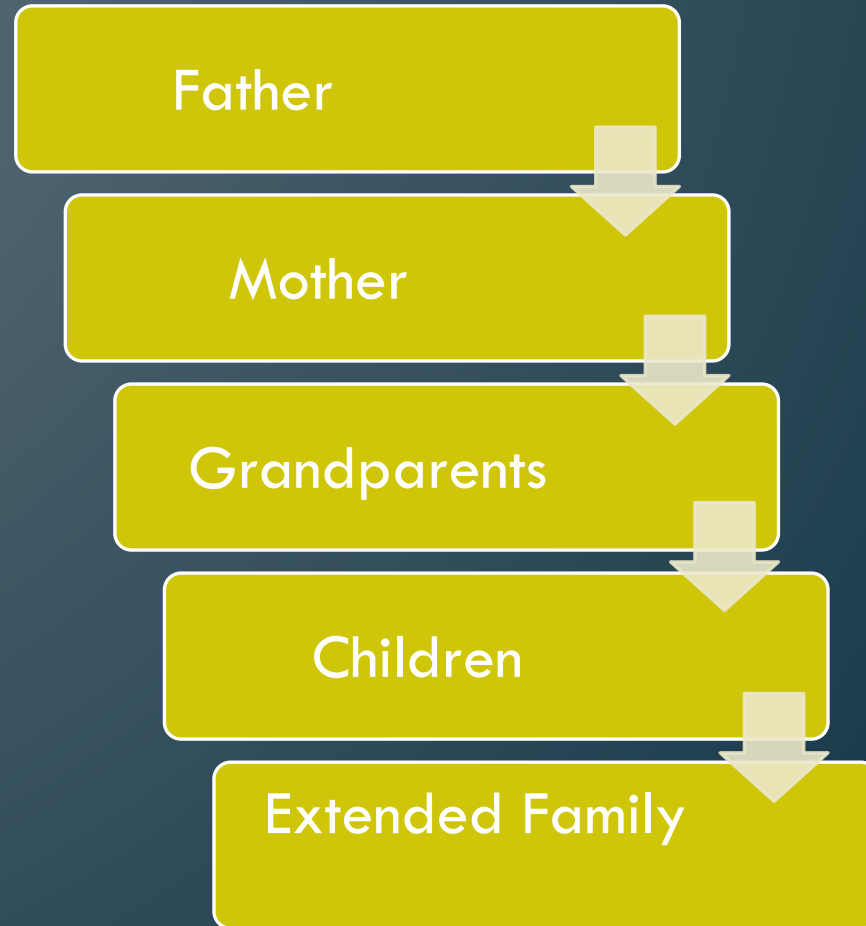 Father
Mother
Grandparents
Children
Extended Family